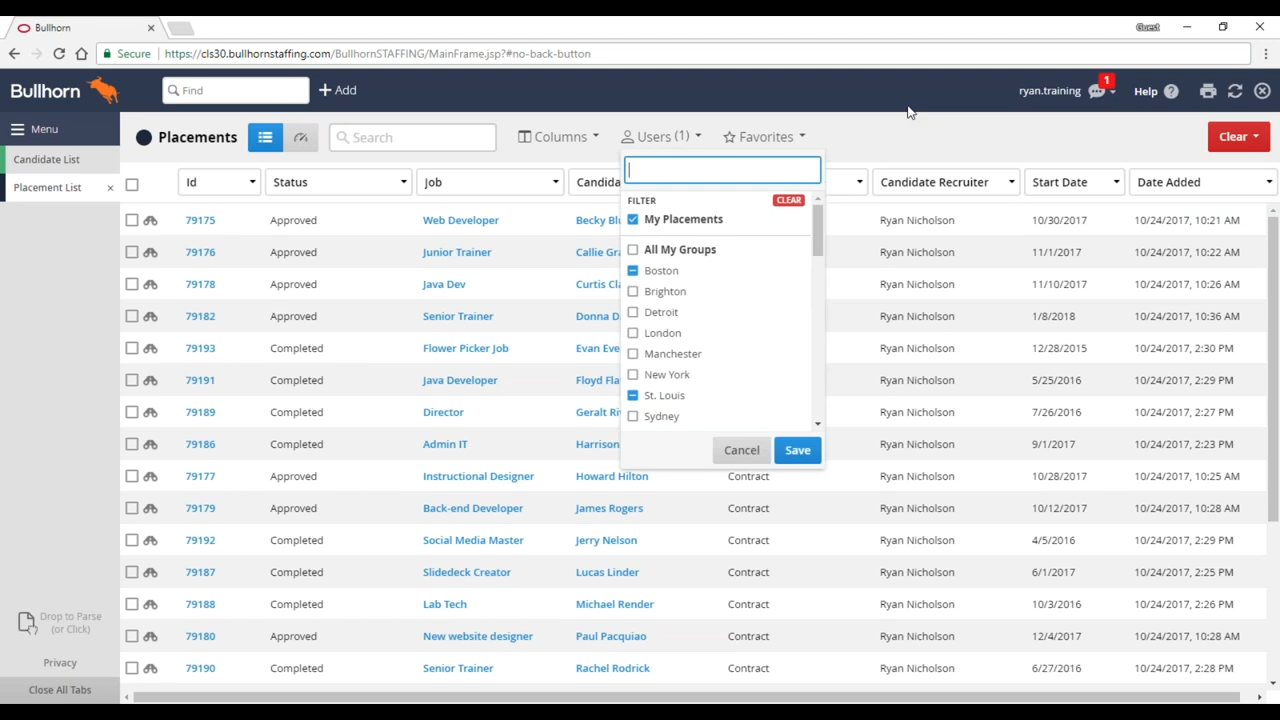 Bullhorn
Guest
Secure https://cls30.bullhornstaffing.com/BullhornSTAFFING/MainFrame.jsp?#no-back-button
Bullhorn Find + Add ryan.training 1 Help ?
Menu
Candidate List
Placement List
Drop to Parse
(or Click)
Privacy
Close All Tabs
Placements Search Columns Users (1) Favorites Clear
Id Status Job Candida Candidate Recruiter Start Date Date Added
79175 Approved Web Developer Becky Blu Ryan Nicholson 10/30/2017 10/24/2017, 10:21 AM
79176 Approved Junior Trainer Callie Gra Ryan Nicholson 11/1/2017 10/24/2017, 10:22 AM
79178 Approved Java Dev Curtis Cla Ryan Nicholson 11/10/2017 10/24/2017, 10:26 AM
79182 Approved Senior Trainer Donna D Ryan Nicholson 1/8/2018 10/24/2017, 10:36 AM
79193 Completed Flower Picker Job Evan Eve Ryan Nicholson 12/28/2015 10/24/2017, 2:30 PM
79191 Completed Java Developer Floyd Fla Ryan Nicholson 5/25/2016 10/24/2017, 2:29 PM
79189 Completed Director Geralt Ri Ryan Nicholson 7/26/2016 10/24/2017, 2:27 PM
79186 Completed Admin IT Harrison Ryan Nicholson 9/1/2017 10/24/2017, 2:23 PM
79177 Approved Instructional Designer Howard Hilton Contract Ryan Nicholson 10/28/2017 10/24/2017, 10:25 AM
79179 Approved Back-end Developer James Rogers Contract Ryan Nicholson 10/12/2017 10/24/2017, 10:28 AM
79192 Completed Social Media Master Jerry Nelson Contract Ryan Nicholson 4/5/2016 10/24/2017, 2:29 PM
79187 Completed Slidedeck Creator Lucas Linder Contract Ryan Nicholson 6/1/2017 10/24/2017, 2:25 PM
79188 Completed Lab Tech Michael Render Contract Ryan Nicholson 10/3/2016 10/24/2017, 2:26 PM
79180 Approved New website designer Paul Pacquiao Contract Ryan Nicholson 12/4/2017 10/24/2017, 10:28 AM
79190 Completed Senior Trainer Rachel Rodrick Contract Ryan Nicholson 6/27/2016 10/24/2017, 2:28 PM
FILTER CLEAR
My Placements
All My Groups
Boston
Brighton
Detroit
London
Manchester
New York
St. Louis
Sydney
Cancel Save